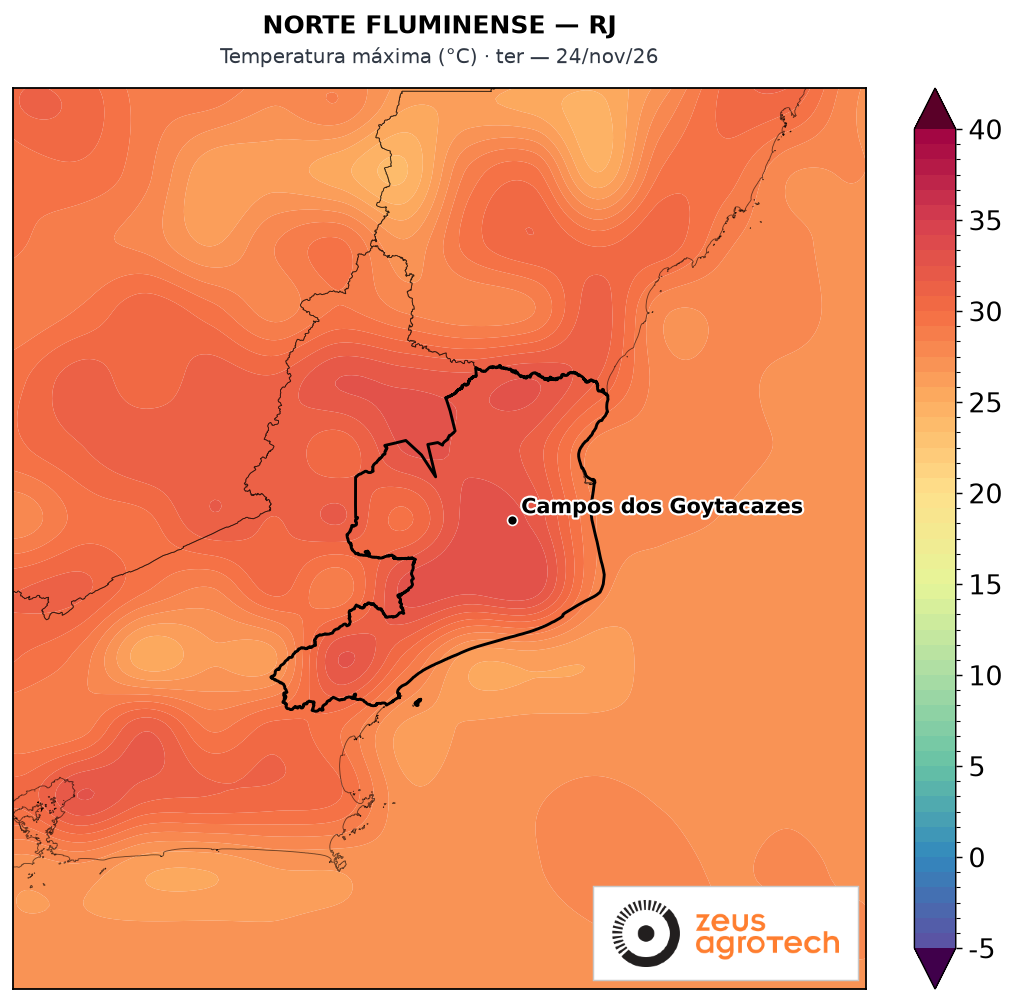 NORTE FLUMINENSE — RJ
Temperatura máxima (°C) · ter — 24/nov/26
Campos dos Goytacazes
40
35
30
25
20
15
10
5
0
-5
zeus
agrotech